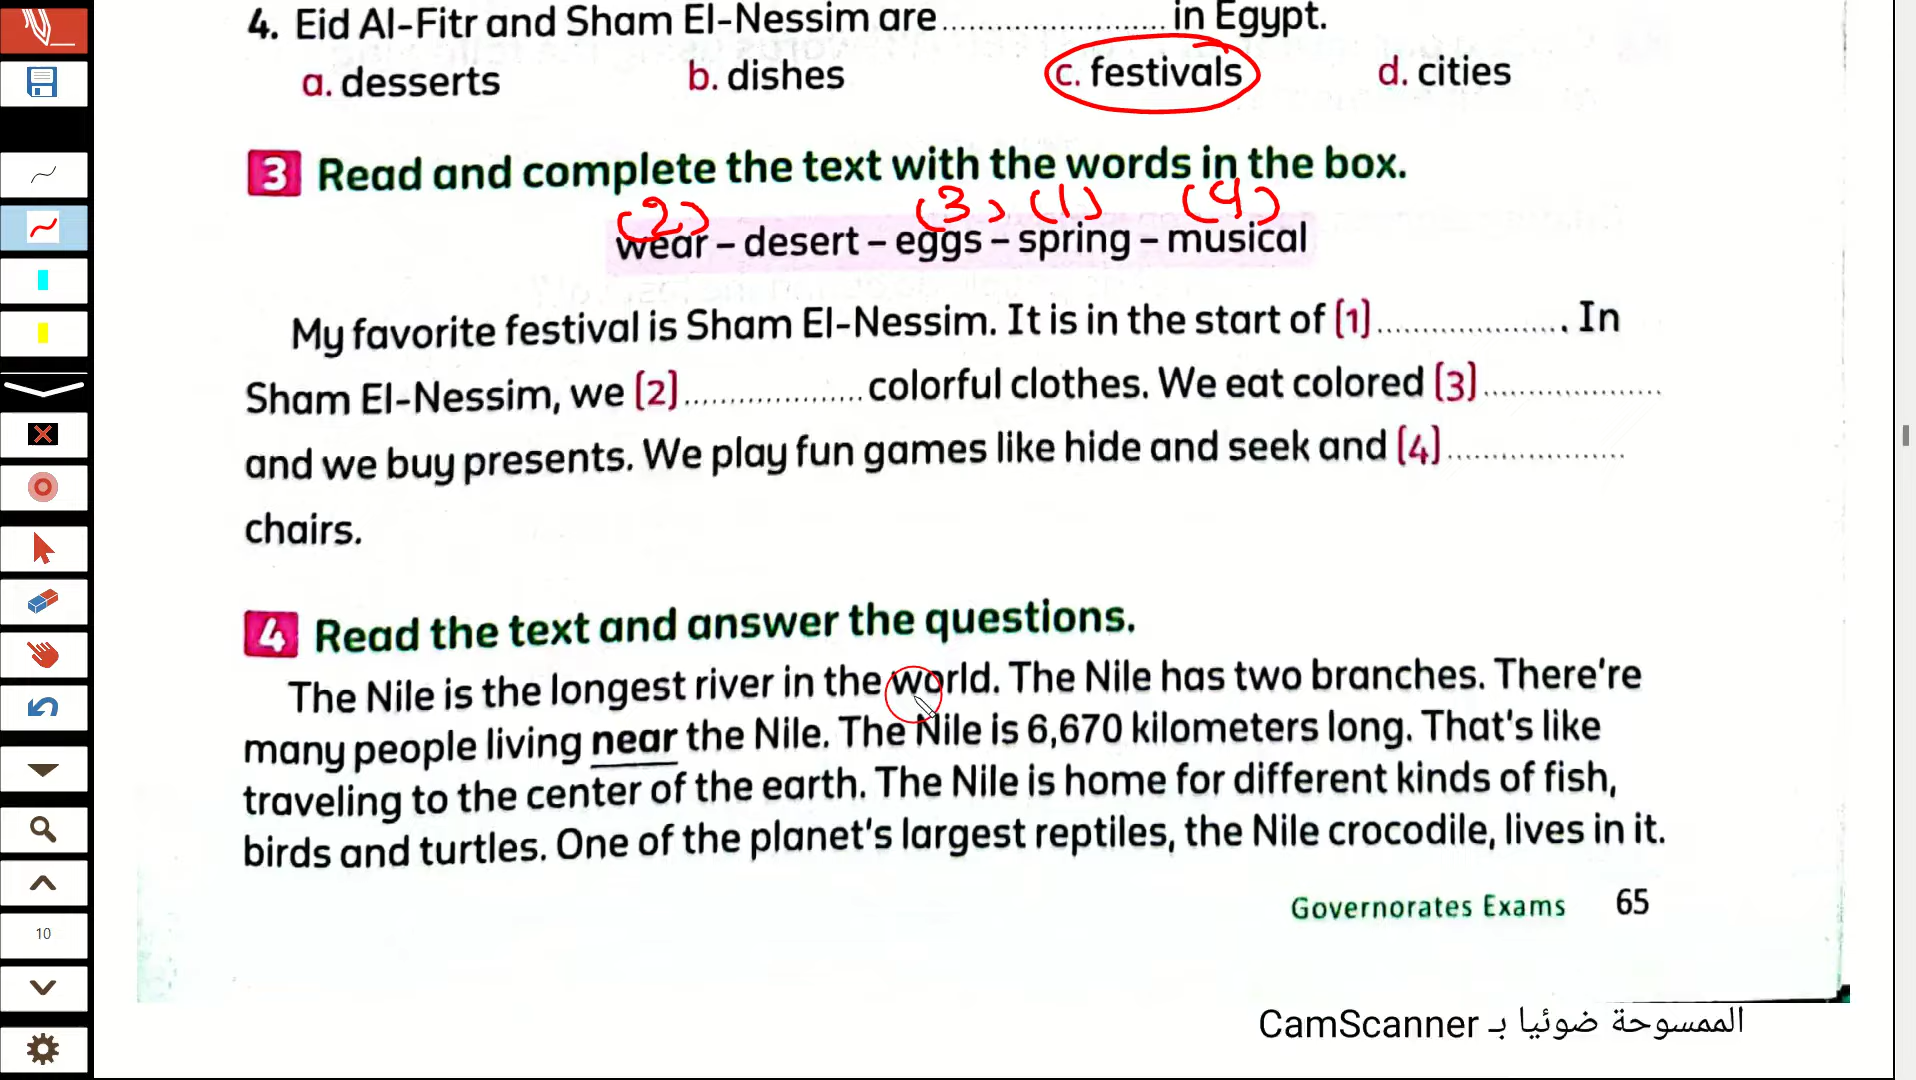 4. Eid Al-Fitr and Sham El-Nessim are ........................ in Egypt.
a. desserts b. dishes c. festivals d. cities
3 Read and complete the text with the words in the box.
(2) (3) (1) (4)
wear – desert – eggs – spring – musical
My favorite festival is Sham El-Nessim. It is in the start of (1) .................... . In
Sham El-Nessim, we (2) .................... colorful clothes. We eat colored (3) ....................
and we buy presents. We play fun games like hide and seek and (4) ....................
chairs.
4 Read the text and answer the questions.
The Nile is the longest river in the world. The Nile has two branches. There're
many people living near the Nile. The Nile is 6,670 kilometers long. That's like
traveling to the center of the earth. The Nile is home for different kinds of fish,
birds and turtles. One of the planet's largest reptiles, the Nile crocodile, lives in it.
Governorates Exams 65
10
الممسوحة ضوئيا بـ CamScanner